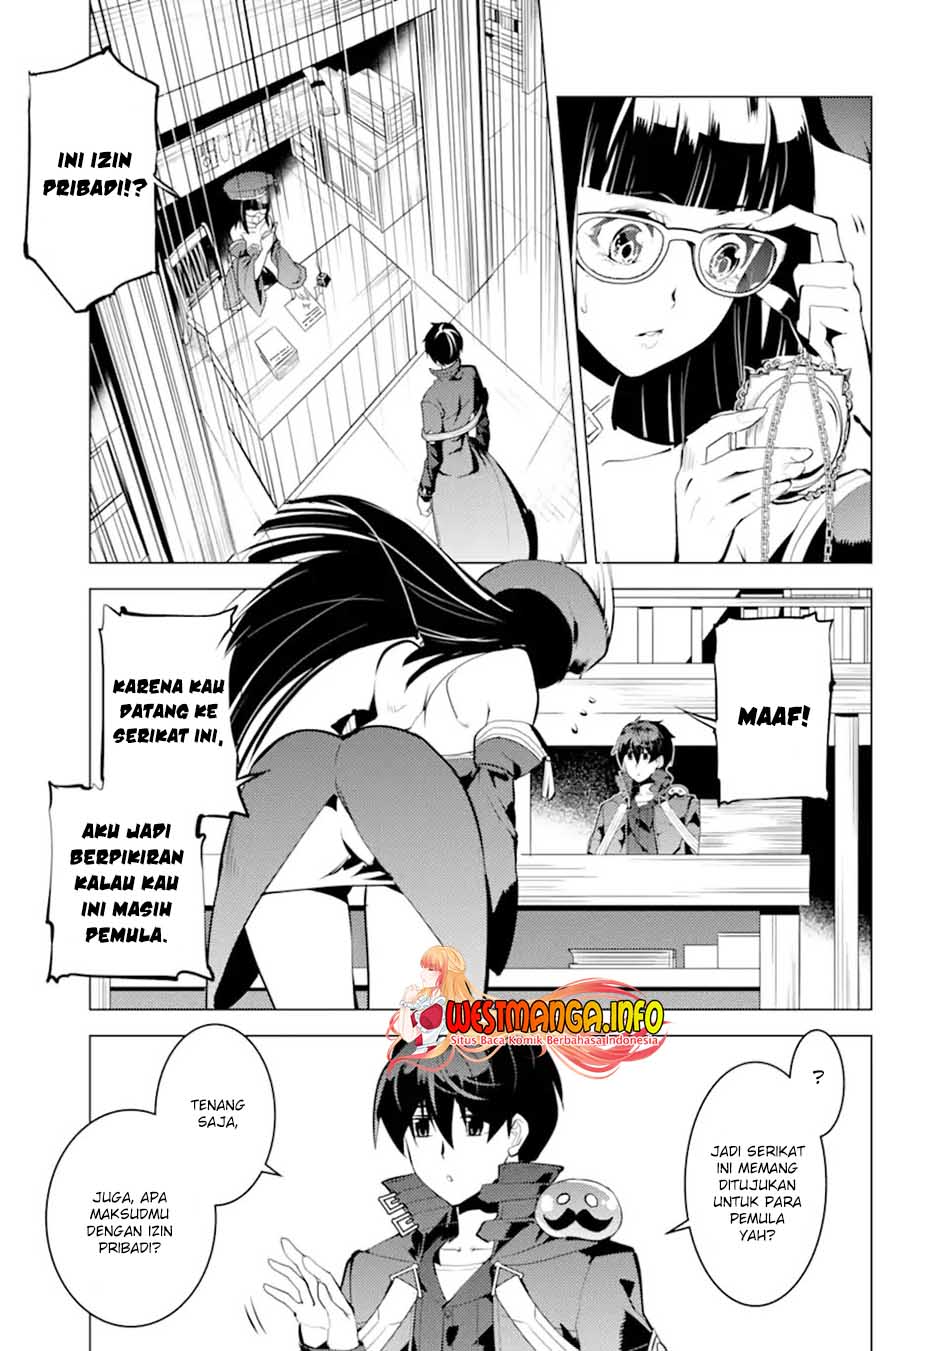 INI IZIN
PRIBADI!?
MAAF!
KARENA KAU
DATANG KE
SERIKAT INI,
AKU JADI
BERPIKIRAN
KALAU KAU
INI MASIH
PEMULA.
WESTMANGA.INFO
Situs Baca Komik Berbahasa Indonesia
?
JADI SERIKAT
INI MEMANG
DITUJUKAN
UNTUK PARA
PEMULA
YAH?
TENANG
SAJA,
JUGA, APA
MAKSUDMU
DENGAN IZIN
PRIBADI?